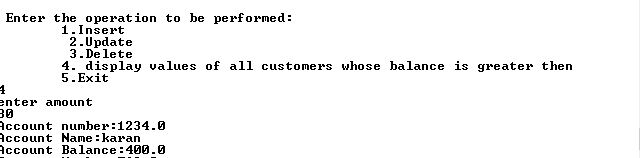 Enter the operation to be performed:
1.Insert
2.Update
3.Delete
4. display values of all customers whose balance is greater then
5.Exit
4
enter amount
30
Account number:1234.0
Account Name:karan
Account Balance:400.0